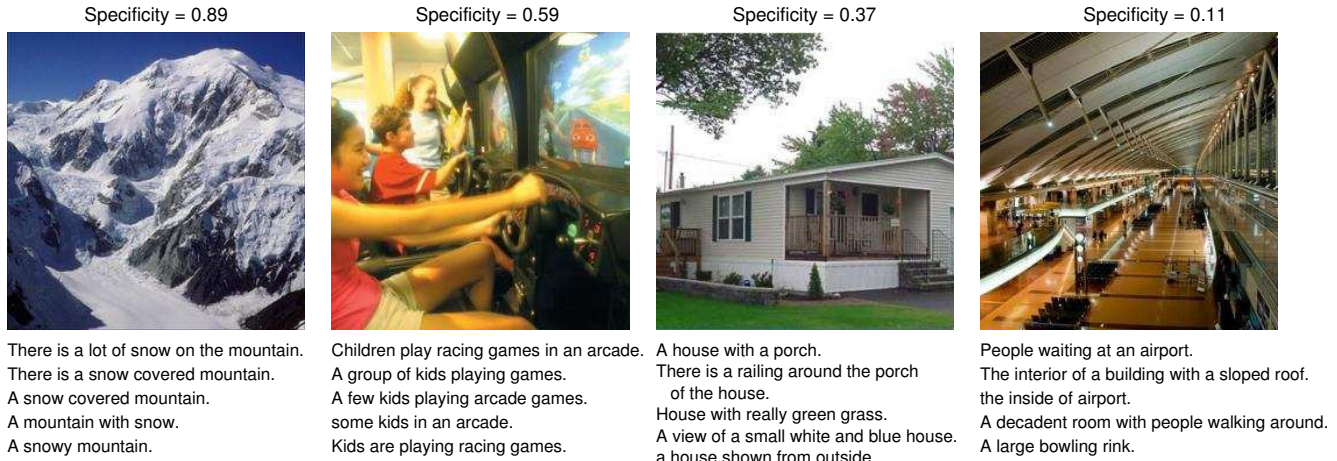 Specificity = 0.89
Specificity = 0.59
Specificity = 0.37
Specificity = 0.11
There is a lot of snow on the mountain.
There is a snow covered mountain.
A snow covered mountain.
A mountain with snow.
A snowy mountain.
Children play racing games in an arcade.
A group of kids playing games.
A few kids playing arcade games.
some kids in an arcade.
Kids are playing racing games.
A house with a porch.
There is a railing around the porch
of the house.
House with really green grass.
A view of a small white and blue house.
a house shown from outside
People waiting at an airport.
The interior of a building with a sloped roof.
the inside of airport.
A decadent room with people walking around.
A large bowling rink.